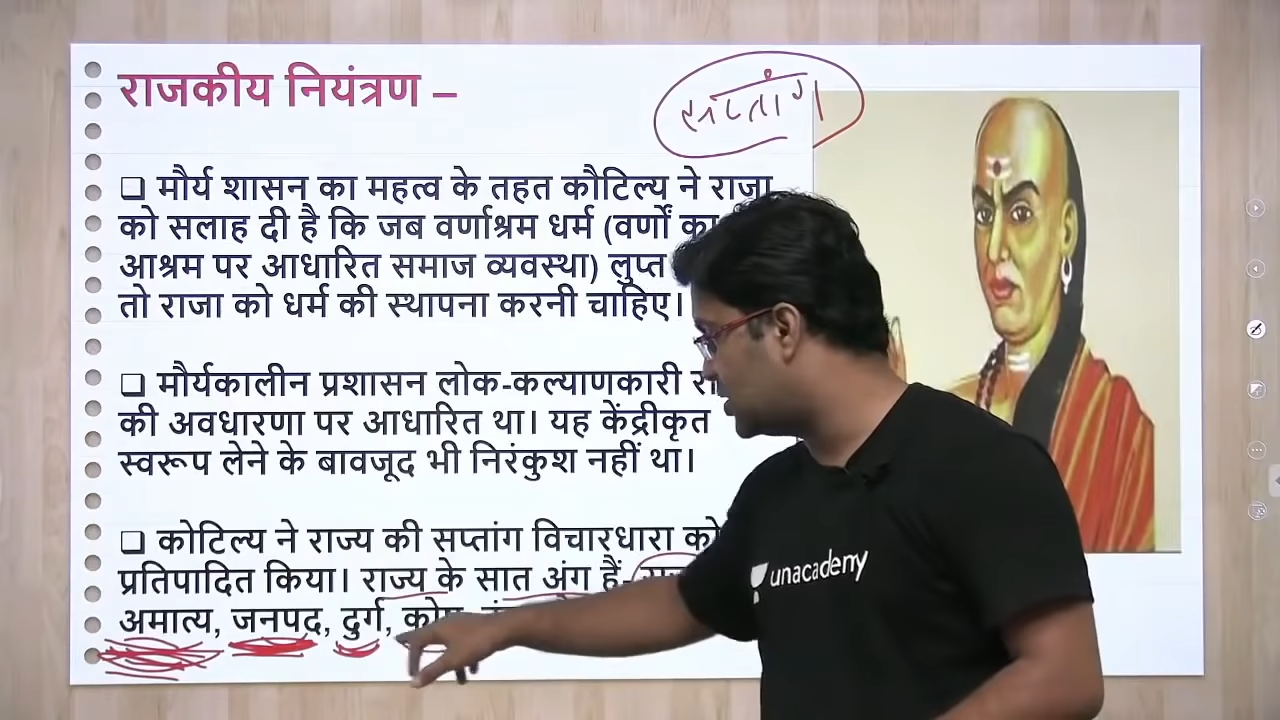 राजकीय नियंत्रण –
सप्तांग
❑ मौर्य शासन का महत्व के तहत कौटिल्य ने राजा
को सलाह दी है कि जब वर्णाश्रम धर्म (वर्णों का
आश्रम पर आधारित समाज व्यवस्था) लुप्त
तो राजा को धर्म की स्थापना करनी चाहिए।
❑ मौर्यकालीन प्रशासन लोक-कल्याणकारी
की अवधारणा पर आधारित था। यह केंद्रीकृत
स्वरूप लेने के बावजूद भी निरंकुश नहीं था।
❑ कोटिल्य ने राज्य की सप्तांग विचारधारा को
प्रतिपादित किया। राज्य के सात अंग हैं-
अमात्य, जनपद, दुर्ग,
unacademy